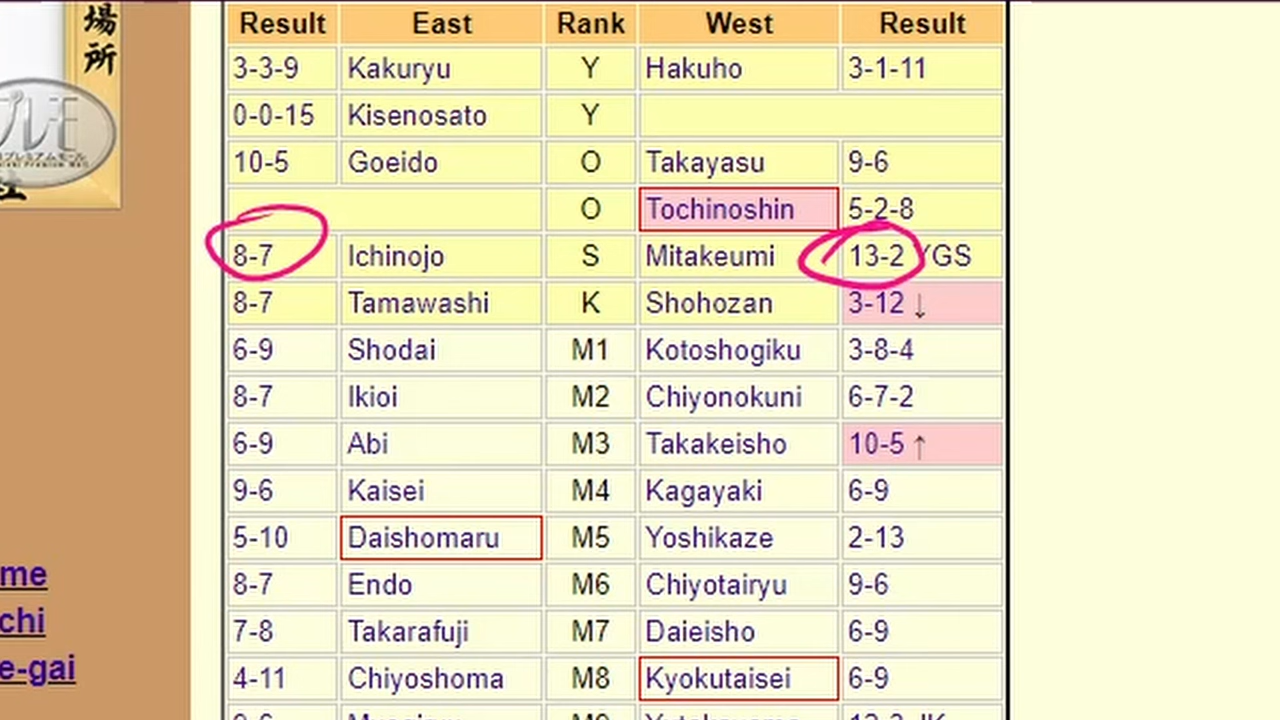 場所
プレモ
Result East Rank West Result
3-3-9 Kakuryu Y Hakuho 3-1-11
0-0-15 Kisenosato Y
10-5 Goeido O Takayasu 9-6
O Tochinoshin 5-2-8
8-7 Ichinojo S Mitakeumi 13-2 YGS
8-7 Tamawashi K Shohozan 3-12 ↓
6-9 Shodai M1 Kotoshogiku 3-8-4
8-7 Ikioi M2 Chiyonokuni 6-7-2
6-9 Abi M3 Takakeisho 10-5 ↑
9-6 Kaisei M4 Kagayaki 6-9
5-10 Daishomaru M5 Yoshikaze 2-13
8-7 Endo M6 Chiyotairyu 9-6
7-8 Takarafuji M7 Daieisho 6-9
4-11 Chiyoshoma M8 Kyokutaisei 6-9
me
chi
e-gai